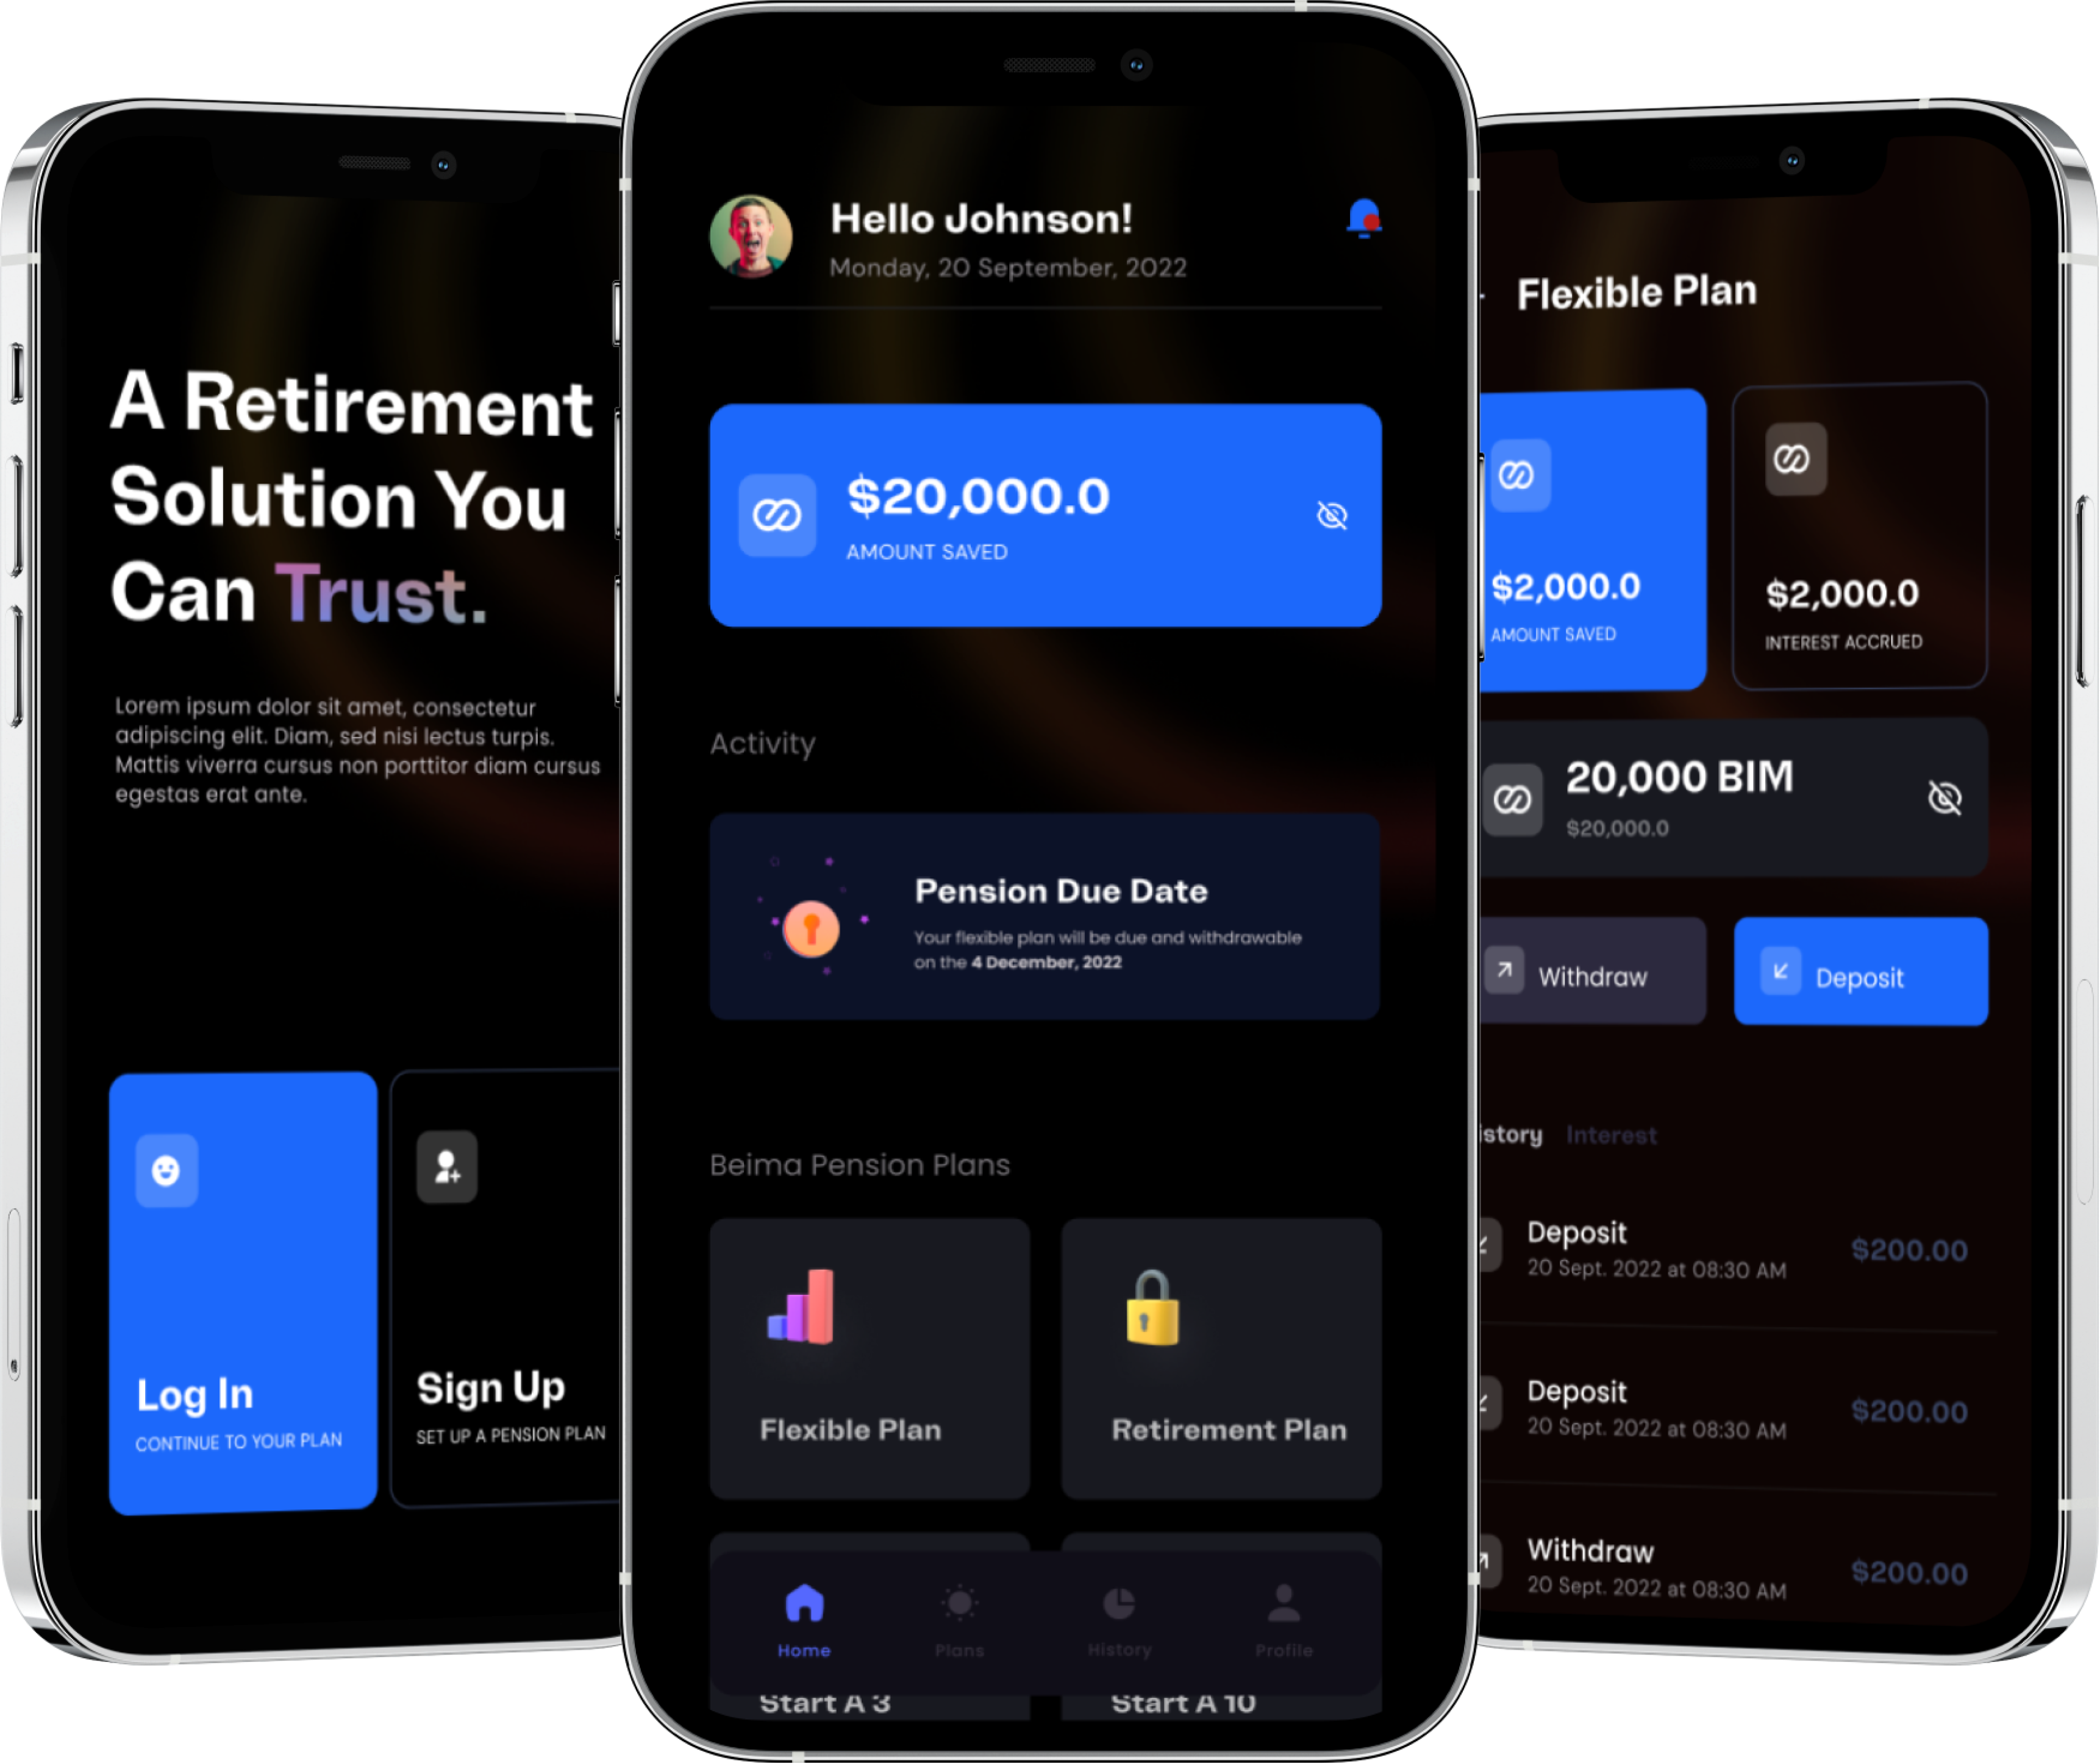 A Retirement
Solution You
Can Trust.
Lorem ipsum dolor sit amet, consectetur
adipiscing elit. Diam, sed nisi lectus turpis.
Mattis viverra cursus non porttitor diam cursus
egestas erat ante.
Log In
CONTINUE TO YOUR PLAN
Sign Up
SET UP A PENSION PLAN
Hello Johnson!
Monday, 20 September, 2022
$20,000.0
AMOUNT SAVED
Activity
Pension Due Date
Your flexible plan will be due and withdrawable
on the 4 December, 2022
Beima Pension Plans
Flexible Plan
Retirement Plan
Home
Plans
History
Profile
Start A 3
Start A 10
Flexible Plan
$2,000.0
AMOUNT SAVED
$2,000.0
INTEREST ACCRUED
20,000 BIM
$20,000.0
Withdraw
Deposit
istory
Interest
Deposit
20 Sept. 2022 at 08:30 AM
$200.00
Deposit
20 Sept. 2022 at 08:30 AM
$200.00
Withdraw
20 Sept. 2022 at 08:30 AM
$200.00